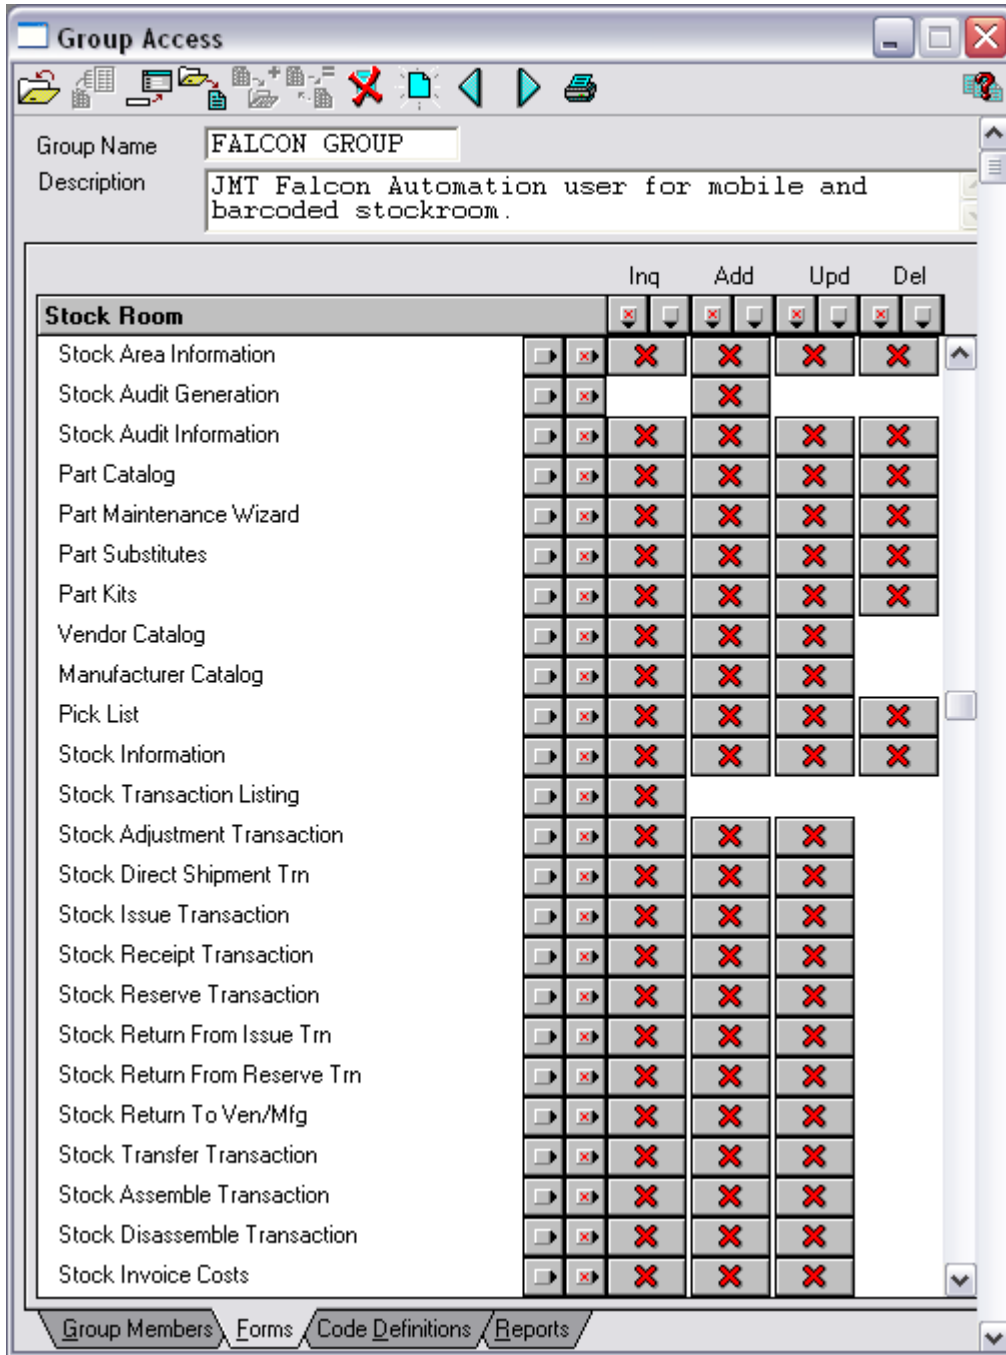 Group Access
Group Name FALCON GROUP
Description JMT Falcon Automation user for mobile and
barcoded stockroom.
Inq Add Upd Del
Stock Room
Stock Area Information
Stock Audit Generation
Stock Audit Information
Part Catalog
Part Maintenance Wizard
Part Substitutes
Part Kits
Vendor Catalog
Manufacturer Catalog
Pick List
Stock Information
Stock Transaction Listing
Stock Adjustment Transaction
Stock Direct Shipment Trn
Stock Issue Transaction
Stock Receipt Transaction
Stock Reserve Transaction
Stock Return From Issue Trn
Stock Return From Reserve Trn
Stock Return To Ven/Mfg
Stock Transfer Transaction
Stock Assemble Transaction
Stock Disassemble Transaction
Stock Invoice Costs
Group Members Forms Code Definitions Reports